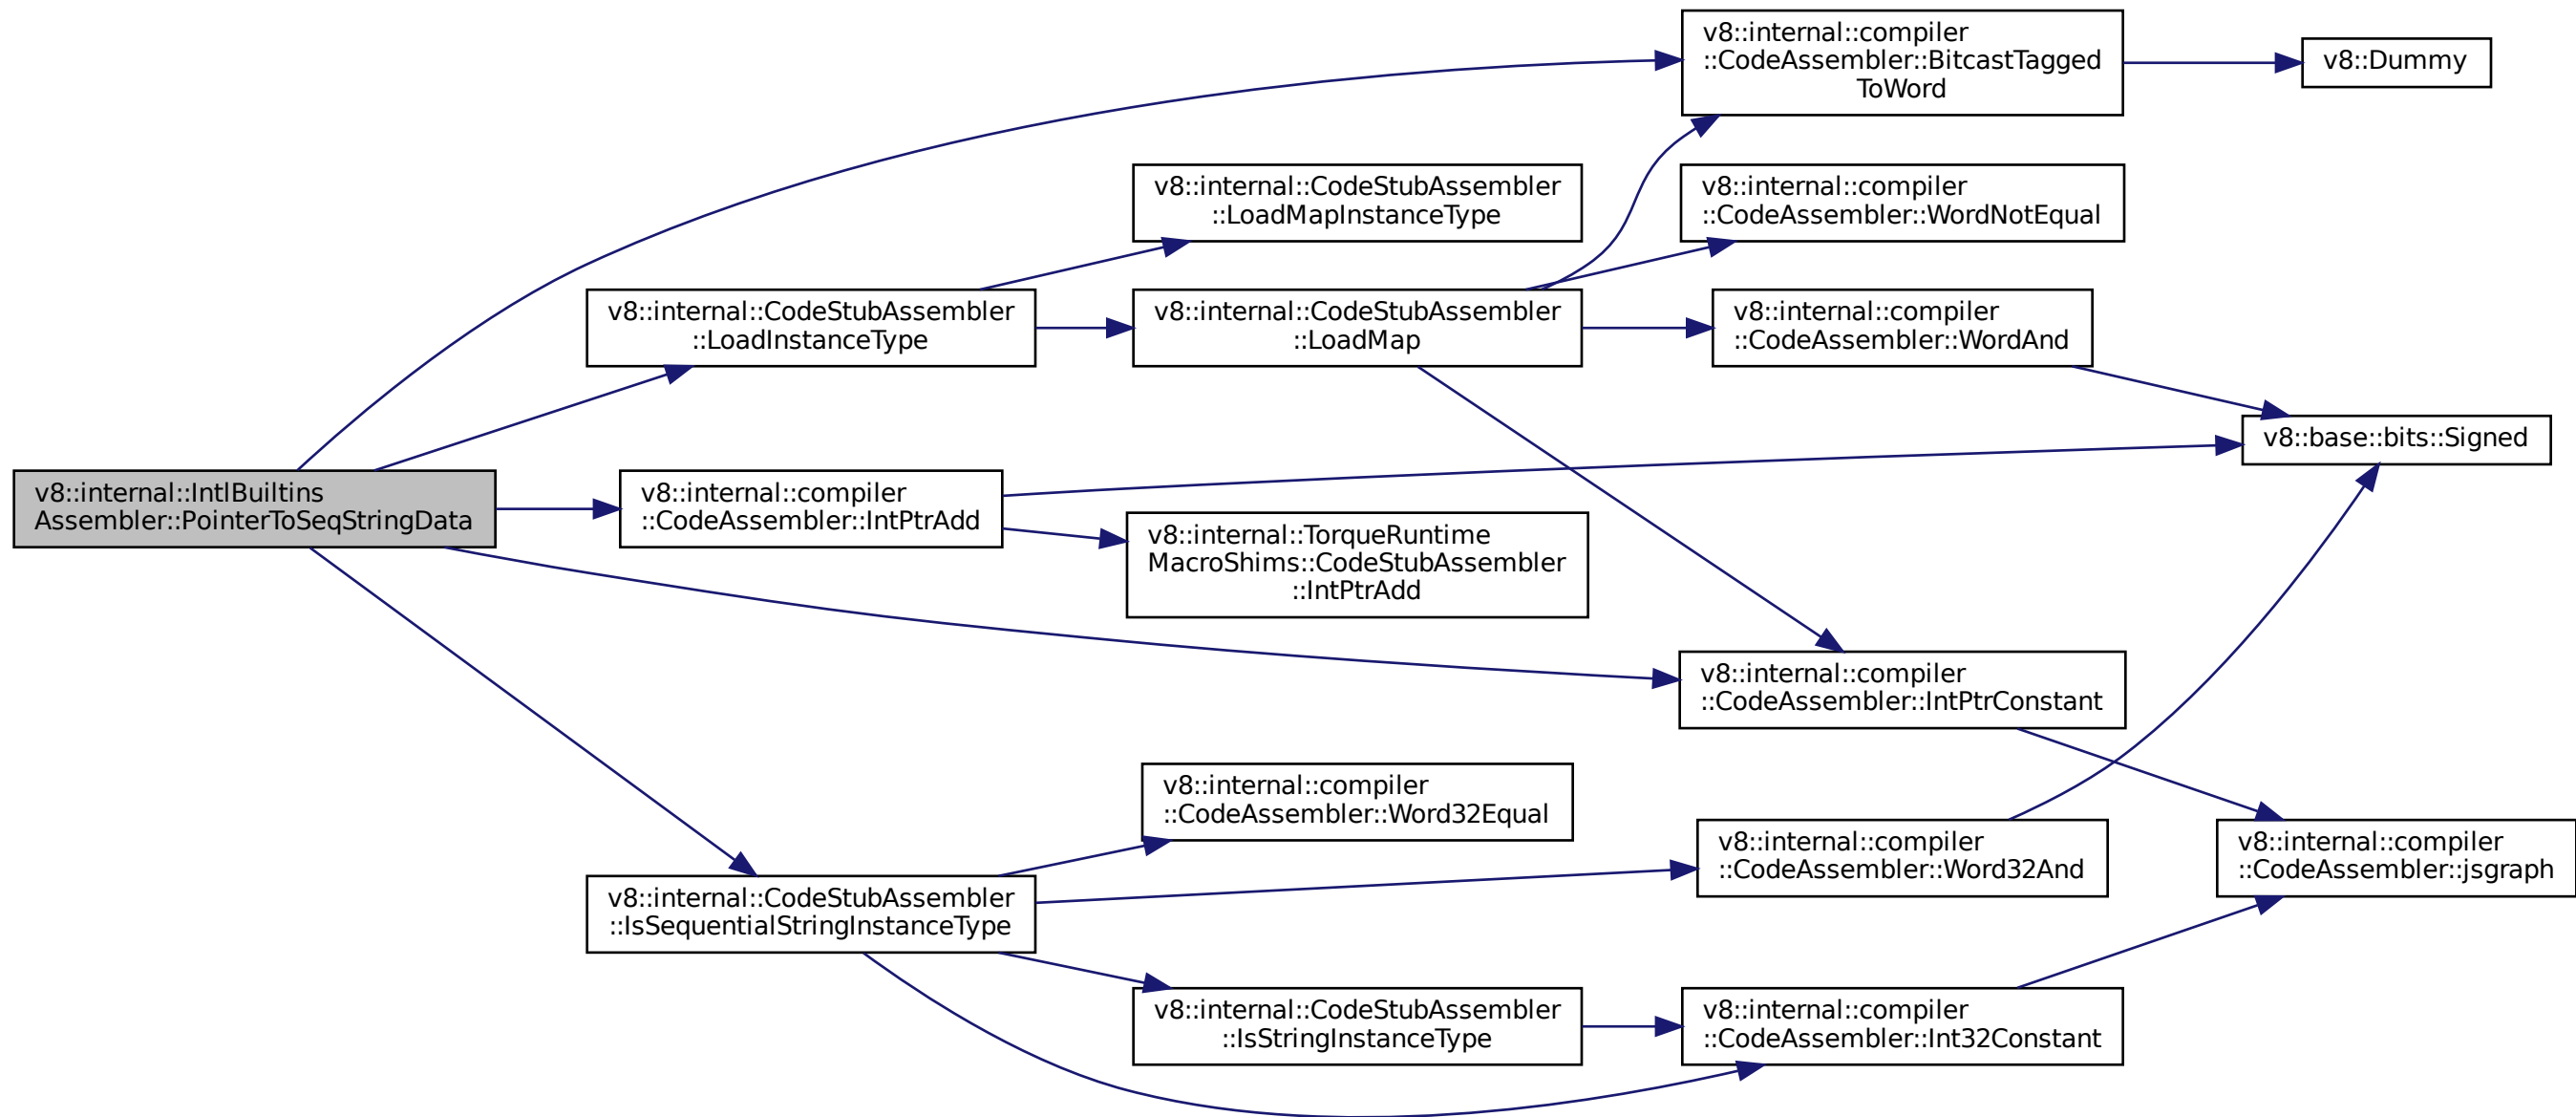 v8::internal::IntlBuiltins
Assembler::PointerToSeqStringData
v8::internal::compiler
::CodeAssembler::BitcastTagged
ToWord
v8::Dummy
v8::internal::CodeStubAssembler
::LoadMapInstanceType
v8::internal::compiler
::CodeAssembler::WordNotEqual
v8::internal::CodeStubAssembler
::LoadInstanceType
v8::internal::CodeStubAssembler
::LoadMap
v8::internal::compiler
::CodeAssembler::WordAnd
v8::base::bits::Signed
v8::internal::compiler
::CodeAssembler::IntPtrAdd
v8::internal::TorqueRuntime
MacroShims::CodeStubAssembler
::IntPtrAdd
v8::internal::compiler
::CodeAssembler::IntPtrConstant
v8::internal::compiler
::CodeAssembler::Word32Equal
v8::internal::compiler
::CodeAssembler::Word32And
v8::internal::compiler
::CodeAssembler::jsgraph
v8::internal::CodeStubAssembler
::IsSequentialStringInstanceType
v8::internal::CodeStubAssembler
::IsStringInstanceType
v8::internal::compiler
::CodeAssembler::Int32Constant